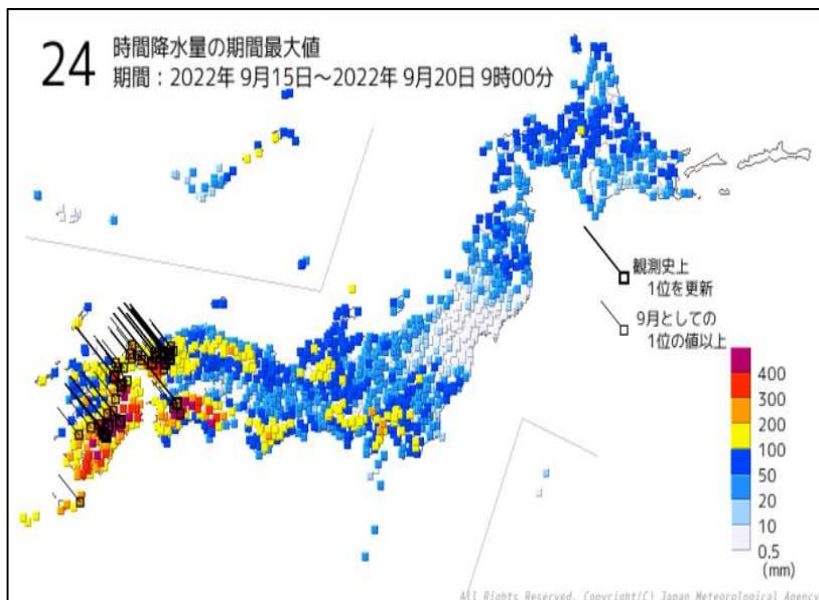 24
時間降水量の期間最大値
期間：2022年 9月15日～2022年 9月20日 9時00分
観測史上
1位を更新
9月としての
1位の値以上
400
300
200
100
50
20
10
0.5
(mm)
All Rights Reserved. Copyright(C) Japan Meteorological Agency